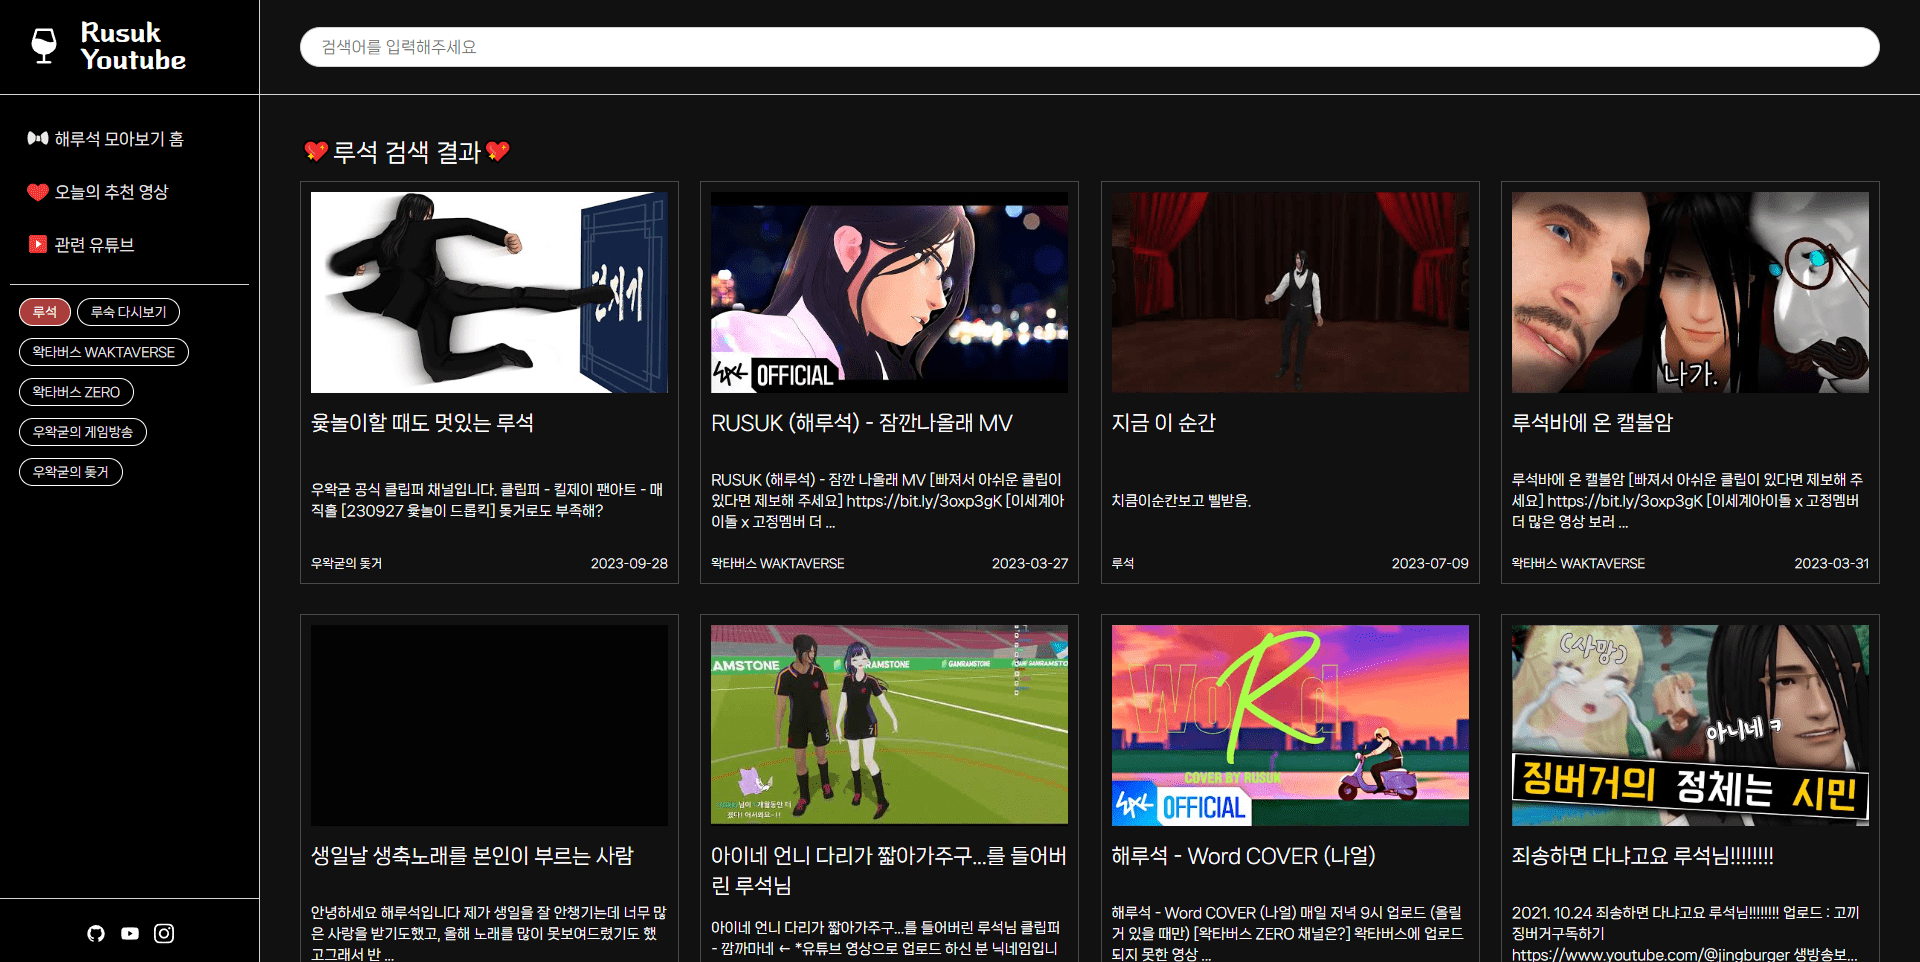 Rusuk
Youtube
검색어를 입력해주세요
해루석 모아보기 홈
오늘의 추천 영상
관련 유튜브
루석
루숙 다시보기
왁타버스 WAKTAVERSE
왁타버스 ZERO
우왁굳의 게임방송
우왁굳의 돚거
루석 검색 결과
윷놀이할 때도 멋있는 루석
우왁굳 공식 클립퍼 채널입니다. 클립퍼 - 킬제이 팬아트 - 매
직홀 [230927 윷놀이 드롭킥] 돚거로도 부족해?
우왁굳의 돚거
2023-09-28
OFFICIAL
RUSUK (해루석) - 잠깐나올래 MV
RUSUK (해루석) - 잠깐 나올래 MV [빠져서 아쉬운 클립이
있다면 제보해 주세요] https://bit.ly/3oxp3gK [이세계아
이돌 x 고정멤버 더 ...
왁타버스 WAKTAVERSE
2023-03-27
지금 이 순간
치큼이순칸보고 삘받음.
루석
2023-07-09
나가.
루석바에 온 캘불암
루석바에 온 캘불암 [빠져서 아쉬운 클립이 있다면 제보해 주
세요] https://bit.ly/3oxp3gK [이세계아이돌 x 고정멤버
더 많은 영상 보러 ...
왁타버스 WAKTAVERSE
2023-03-31
생일날 생축노래를 본인이 부르는 사람
안녕하세요 해루석입니다 제가 생일을 잘 안챙기는데 너무 많
은 사랑을 받기도했고, 올해 노래를 많이 못보여드렸기도 했
고그래서 반 ...
RAMSTONE
GAMRAMSTONE
아이네 언니 다리가 짧아가주구...를 들어버
린 루석님
아이네 언니 다리가 짧아가주구...를 들어버린 루석님 클립퍼
- 깜까마네 ← *유튜브 영상으로 업로드 하신 분 닉네임입니
WoRd
COVER BY RUSUK
OFFICIAL
해루석 - Word COVER (나얼)
해루석 - Word COVER (나얼) 매일 저녁 9시 업로드 (올릴
거 있을 때만) [왁타버스 ZERO 채널은?] 왁타버스에 업로드
되지 못한 영상 ...
(사망)
아니네 ㅋ
징버거의 정체는 시민
죄송하면 다냐고요 루석님!!!!!!!!
2021. 10.24 죄송하면 다냐고요 루석님!!!!!!!! 업로드 : 고끼
징버거구독하기
https://www.youtube.com/@jingburger 생방송보...